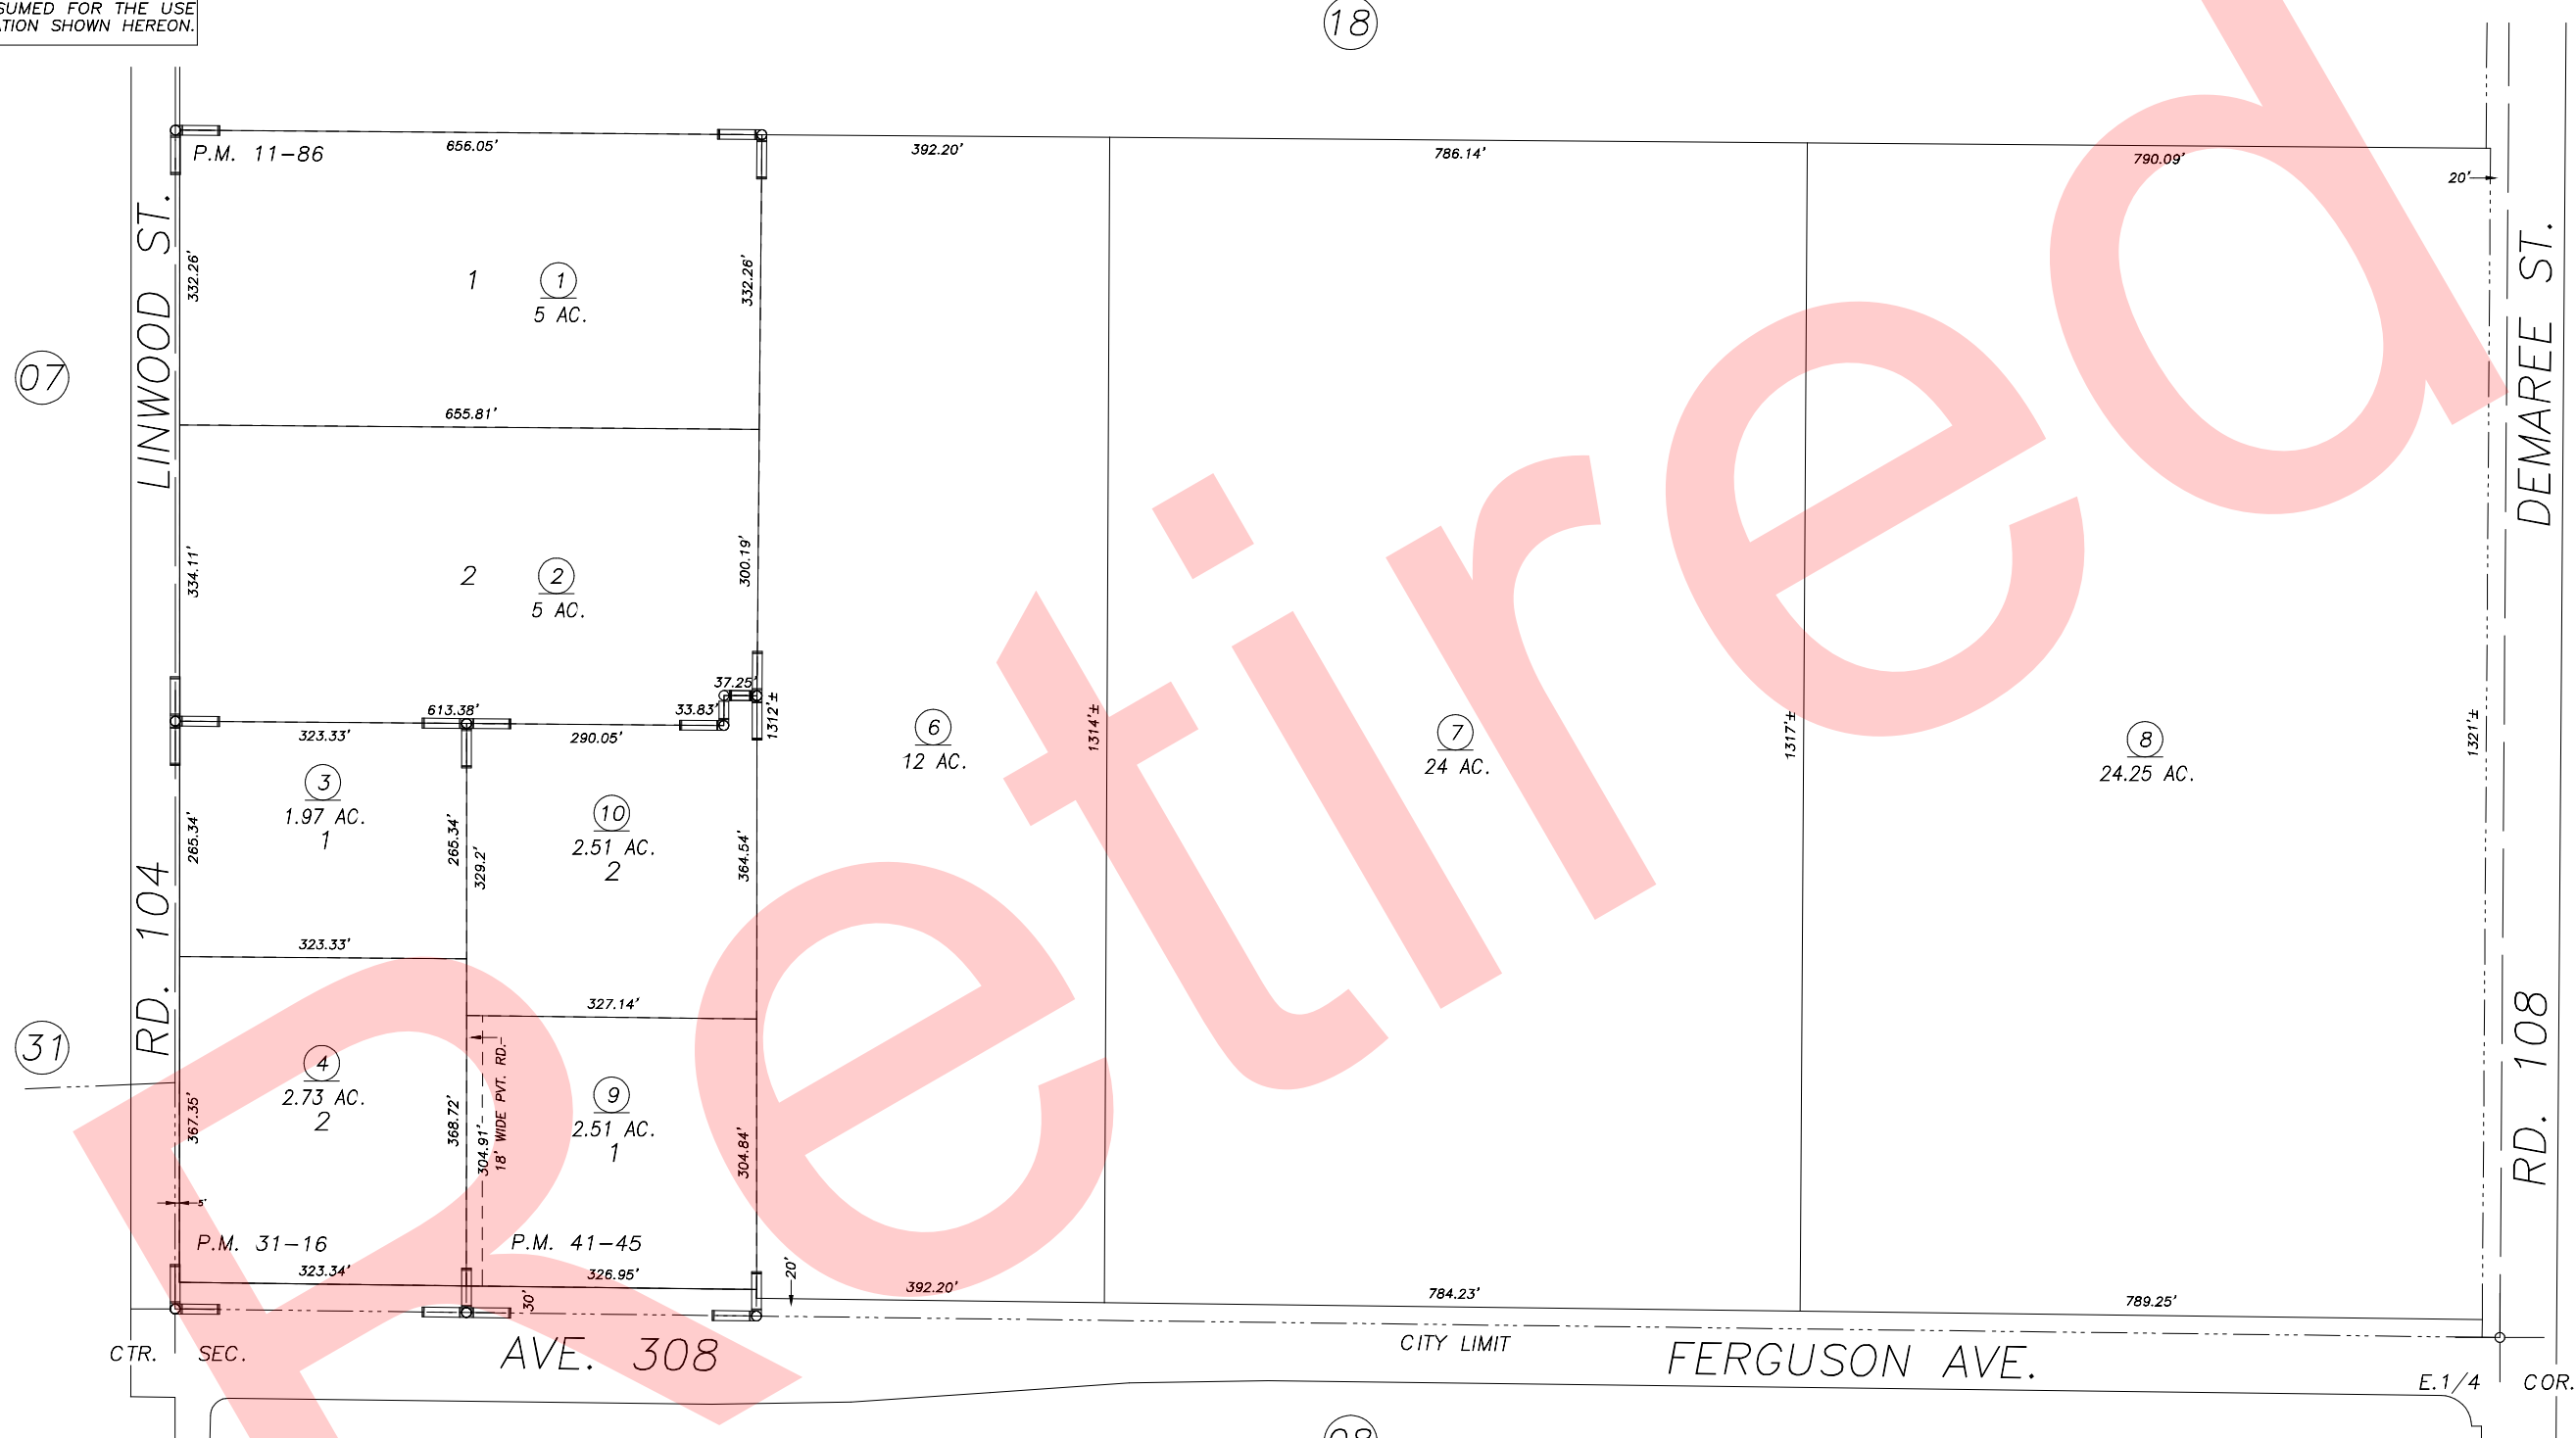 SUMED FOR THE USE
ATION SHOWN HEREON.
18
P.M. 11-86
656.05'
392.20'
786.14'
790.09'
20'
LINWOOD ST.
DEMAREE ST.
332.26'
1
1
5 AC.
332.26'
07
655.81'
334.11'
2
2
5 AC.
300.19'
37.25'
33.83'
613.38'
1312'±
323.33'
290.05'
6
12 AC.
1314'±
7
24 AC.
1317'±
8
24.25 AC.
1321'±
3
1.97 AC.
1
265.34'
265.34'
329.2'
10
2.51 AC.
2
364.54'
RD. 104
323.33'
327.14'
31
4
2.73 AC.
2
367.35'
368.72'
304.91'
18' WIDE PVT. RD.
9
2.51 AC.
1
304.84'
RD. 108
5'
P.M. 31-16
P.M. 41-45
323.34'
326.95'
30'
20'
392.20'
784.23'
789.25'
CTR. SEC.
AVE. 308
CITY LIMIT
FERGUSON AVE.
E.1/4 COR.
Retired